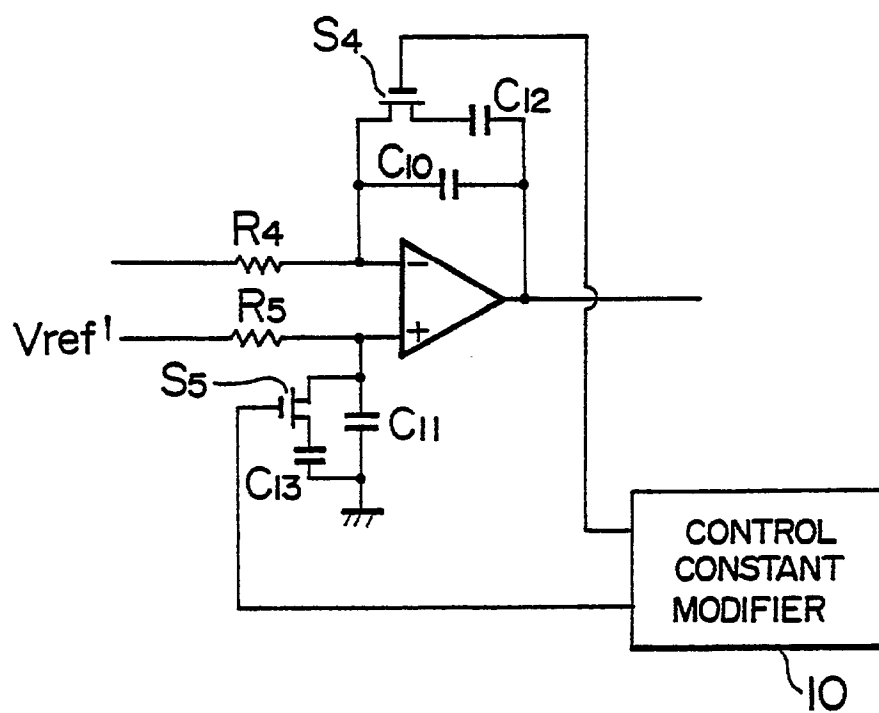 S4
C12
C10
R4
−
R5
Vref'
+
S5
C11
C13
CONTROL
CONSTANT
MODIFIER
10